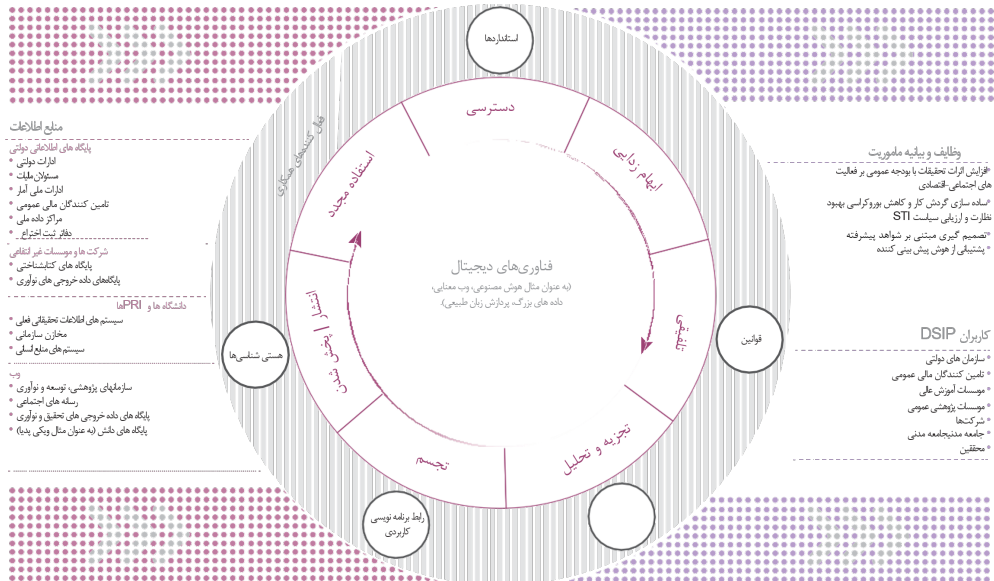 استانداردها
دسترسی
ابهام زدایی
تلفیقی
تجزیه و تحلیل
تجسم
انتشار / پخش شدن
استفاده مجدد
فعال کننده‌های همکاری
فناوری‌های دیجیتال
(به عنوان مثال هوش مصنوعی، وب معنایی،
داده های بزرگ، پردازش زبان طبیعی).
قوانین
رابط برنامه نویسی
کاربردی
هستی شناسی‌ها
وظایف و بیانیه ماموریت
*افزایش اثرات تحقیقات با بودجه عمومی بر فعالیت
های اجتماعی-اقتصادی
*ساده سازی گردش کار و کاهش بوروکراسی بهبود
نظارت و ارزیابی سیاست STI
*تصمیم گیری مبتنی بر شواهد پیشرفته
* پشتیبانی از هوش پیش بینی کننده
کاربران DSIP
* سازمان های دولتی
* تامین کنندگان مالی عمومی
* موسسات آموزش عالی
* موسسات پژوهشی عمومی
* شرکت‌ها
* جامعه مدنیجامعه مدنی
* محققین
منابع اطلاعات
پایگاه های اطلاعاتی دولتی
* ادارات دولتی
* مسئولان مالیات
* ادارات ملی آمار
* تامین کنندگان مالی عمومی
* مراکز داده ملی
* دفاتر ثبت اختراع
شرکت ها و موسسات غیر انتفاعی
* پایگاه های کتابشناختی
* پایگاه‌های داده خروجی های نوآوری
دانشگاه ها و PRIها
* سیستم های اطلاعات تحقیقاتی فعلی
* مخازن سازمانی
* سیستم های منابع انسانی
وب
* سازمانهای پژوهشی، توسعه و نوآوری
* رسانه های اجتماعی
* پایگاه های داده خروجی های تحقیق و نوآوری
* پایگاه های دانش (به عنوان مثال ویکی پدیا)